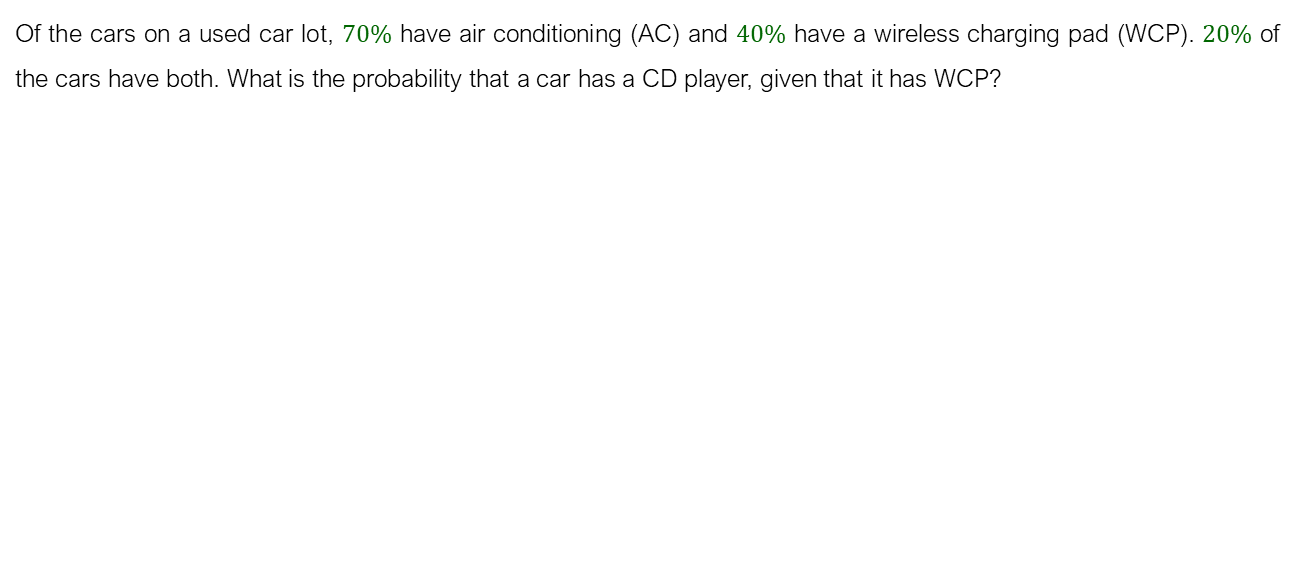 Of the cars on a used car lot, 70% have air conditioning (AC) and 40% have a wireless charging pad (WCP). 20% of
the cars have both. What is the probability that a car has a CD player, given that it has WCP?